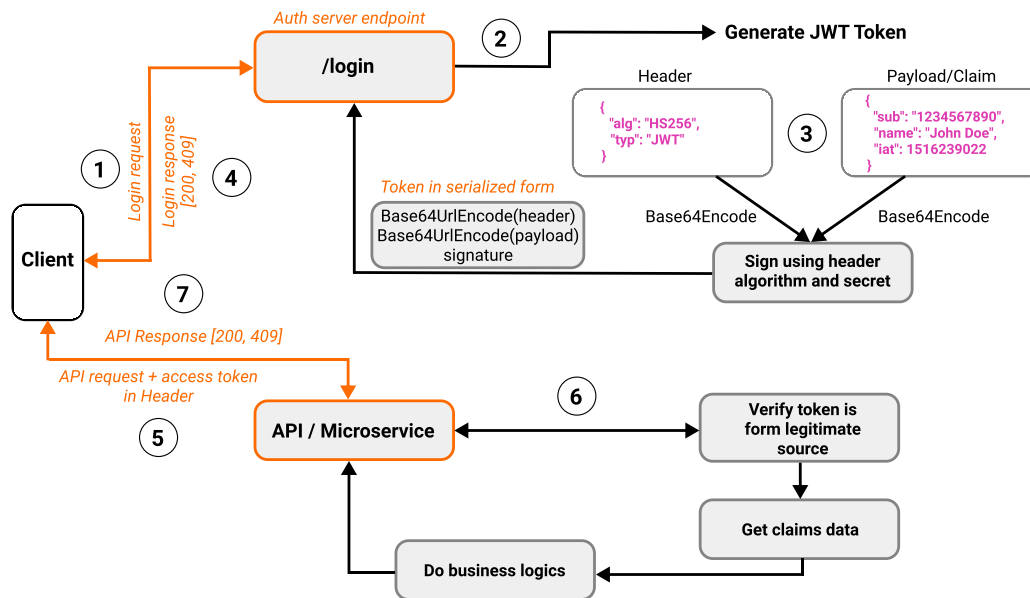 Auth server endpoint
/login
2
Generate JWT Token
Header
{
"alg": "HS256",
"typ": "JWT"
}
3
Payload/Claim
{
"sub": "1234567890",
"name": "John Doe",
"iat": 1516239022
}
1
Login request
Login response
[200, 409]
4
Token in serialized form
Base64UrlEncode(header)
Base64UrlEncode(payload)
signature
Base64Encode
Base64Encode
Sign using header
algorithm and secret
Client
7
API Response [200, 409]
API request + access token
in Header
5
API / Microservice
6
Verify token is
form legitimate
source
Get claims data
Do business logics